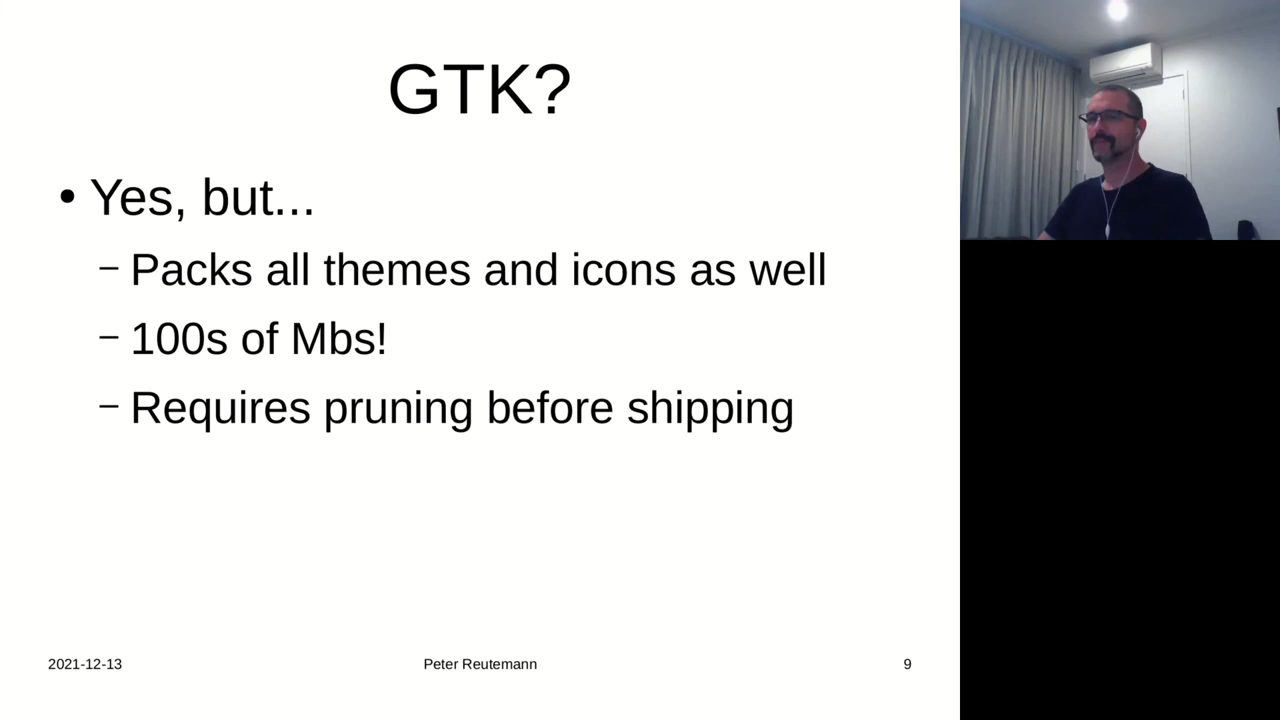 GTK?
• Yes, but...
– Packs all themes and icons as well
– 100s of Mbs!
– Requires pruning before shipping
2021-12-13 Peter Reutemann 9